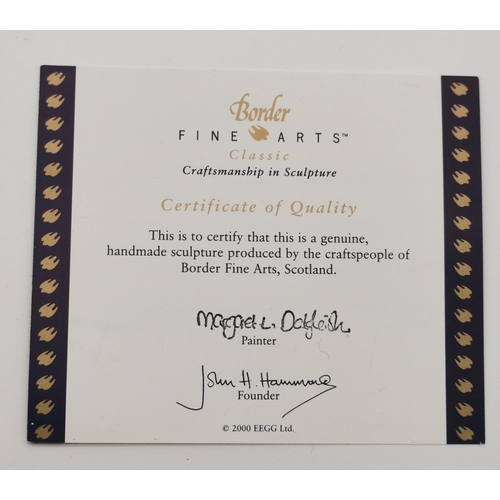 Border
FINE ARTS™
Classic
Craftsmanship in Sculpture
Certificate of Quality
This is to certify that this is a genuine,
handmade sculpture produced by the craftspeople of
Border Fine Arts, Scotland.
Margaret L. Dalgleish
Painter
John H. Hammond
Founder
© 2000 EEGG Ltd.